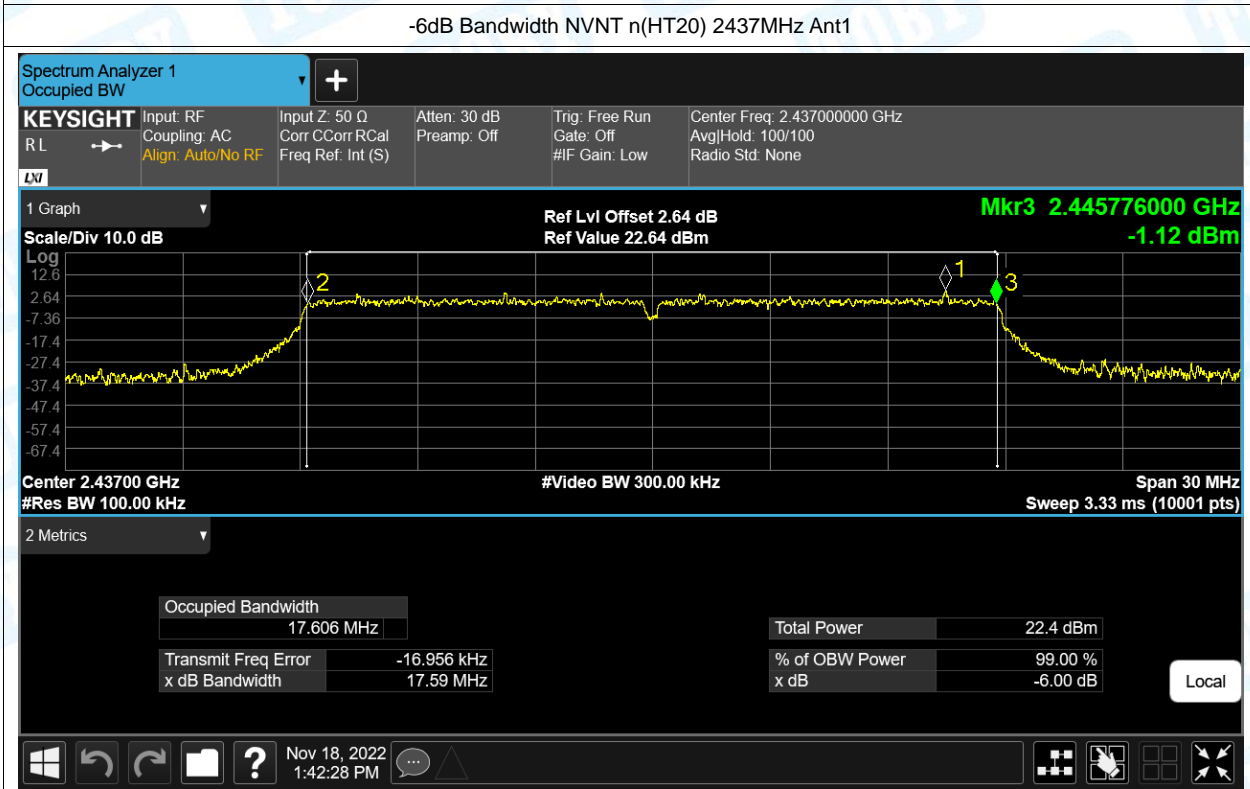 -6dB Bandwidth NVNT n(HT20) 2437MHz Ant1
Spectrum Analyzer 1
Occupied BW
KEYSIGHT
RL
LXI
Input: RF
Coupling: AC
Align: Auto/No RF
Input Z: 50 Ω
Corr CCorr RCal
Freq Ref: Int (S)
Atten: 30 dB
Preamp: Off
Trig: Free Run
Gate: Off
#IF Gain: Low
Center Freq: 2.437000000 GHz
Avg|Hold: 100/100
Radio Std: None
1 Graph
Scale/Div 10.0 dB
Ref Lvl Offset 2.64 dB
Ref Value 22.64 dBm
Mkr3 2.445776000 GHz
-1.12 dBm
Log
12.6
2.64
-7.36
-17.4
-27.4
-37.4
-47.4
-57.4
-67.4
2
1
3
Center 2.43700 GHz
#Res BW 100.00 kHz
#Video BW 300.00 kHz
Span 30 MHz
Sweep 3.33 ms (10001 pts)
2 Metrics
Occupied Bandwidth
17.606 MHz
Transmit Freq Error -16.956 kHz
x dB Bandwidth 17.59 MHz
Total Power 22.4 dBm
% of OBW Power 99.00 %
x dB -6.00 dB
Local
Nov 18, 2022
1:42:28 PM